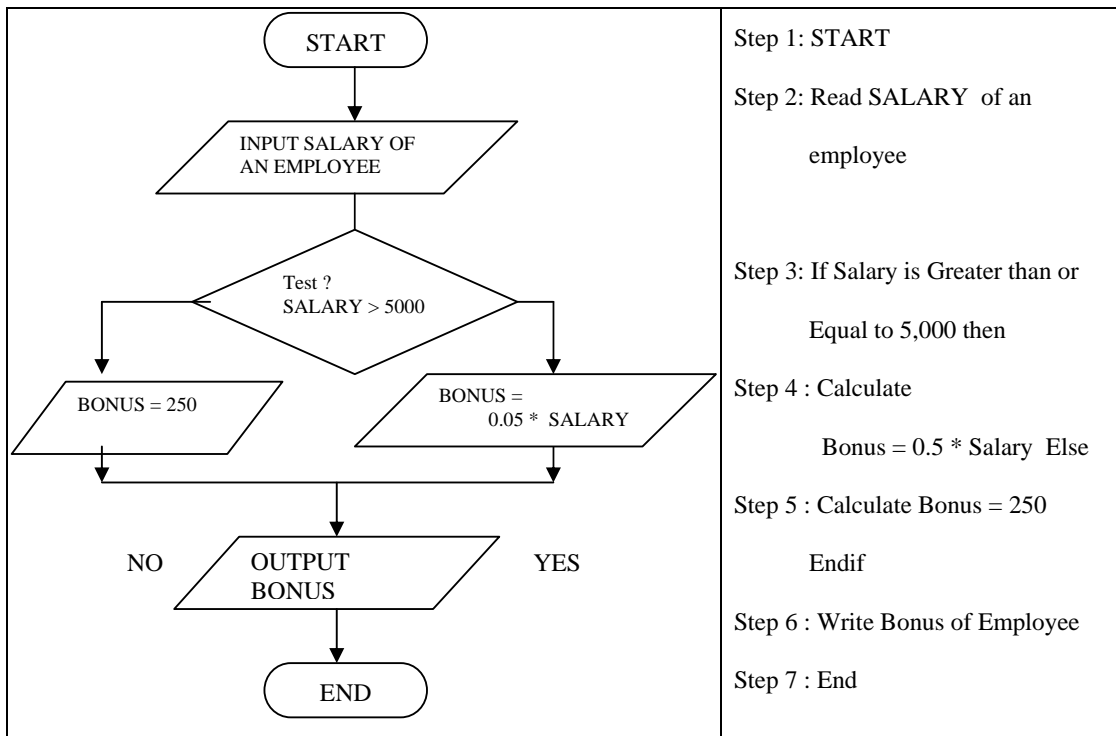 START
INPUT SALARY OF
AN EMPLOYEE
Test ?
SALARY > 5000
BONUS = 250
BONUS =
0.05 * SALARY
NO
OUTPUT
BONUS
YES
END
Step 1: START
Step 2: Read SALARY of an
employee
Step 3: If Salary is Greater than or
Equal to 5,000 then
Step 4 : Calculate
Bonus = 0.5 * Salary Else
Step 5 : Calculate Bonus = 250
Endif
Step 6 : Write Bonus of Employee
Step 7 : End